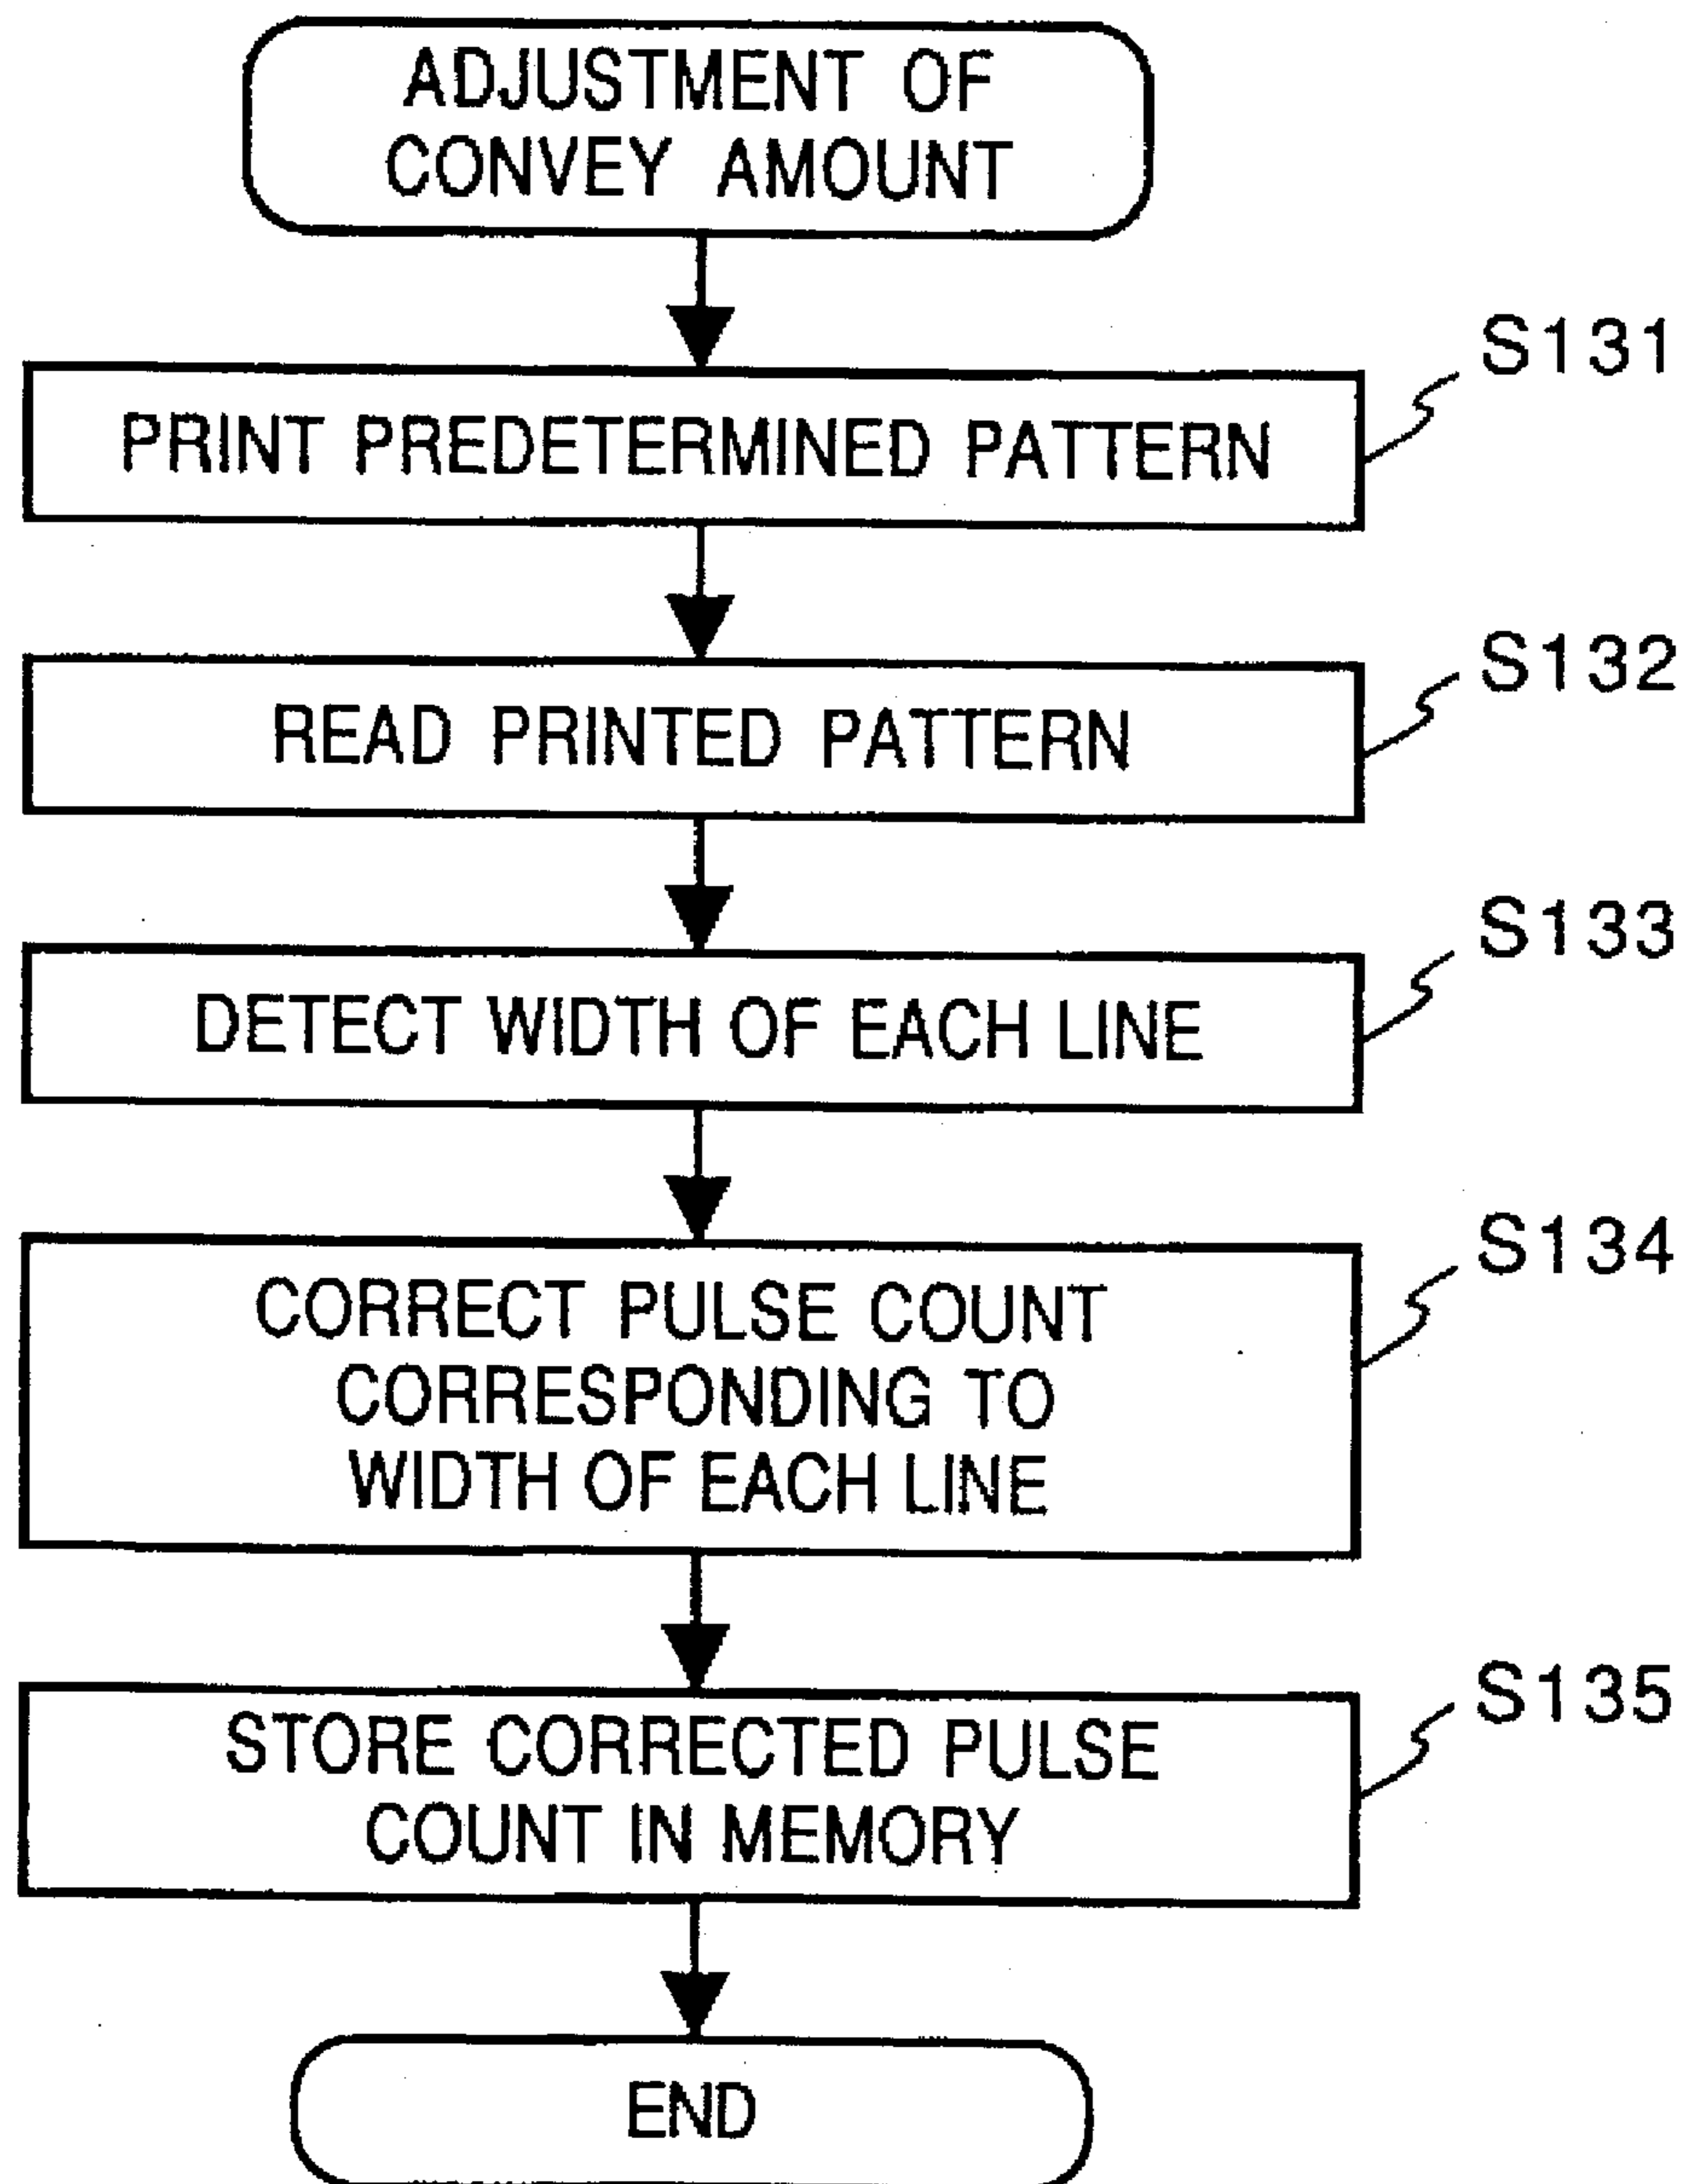 ADJUSTMENT OF
CONVEY AMOUNT
S131
PRINT PREDETERMINED PATTERN
S132
READ PRINTED PATTERN
S133
DETECT WIDTH OF EACH LINE
S134
CORRECT PULSE COUNT
CORRESPONDING TO
WIDTH OF EACH LINE
S135
STORE CORRECTED PULSE
COUNT IN MEMORY
END